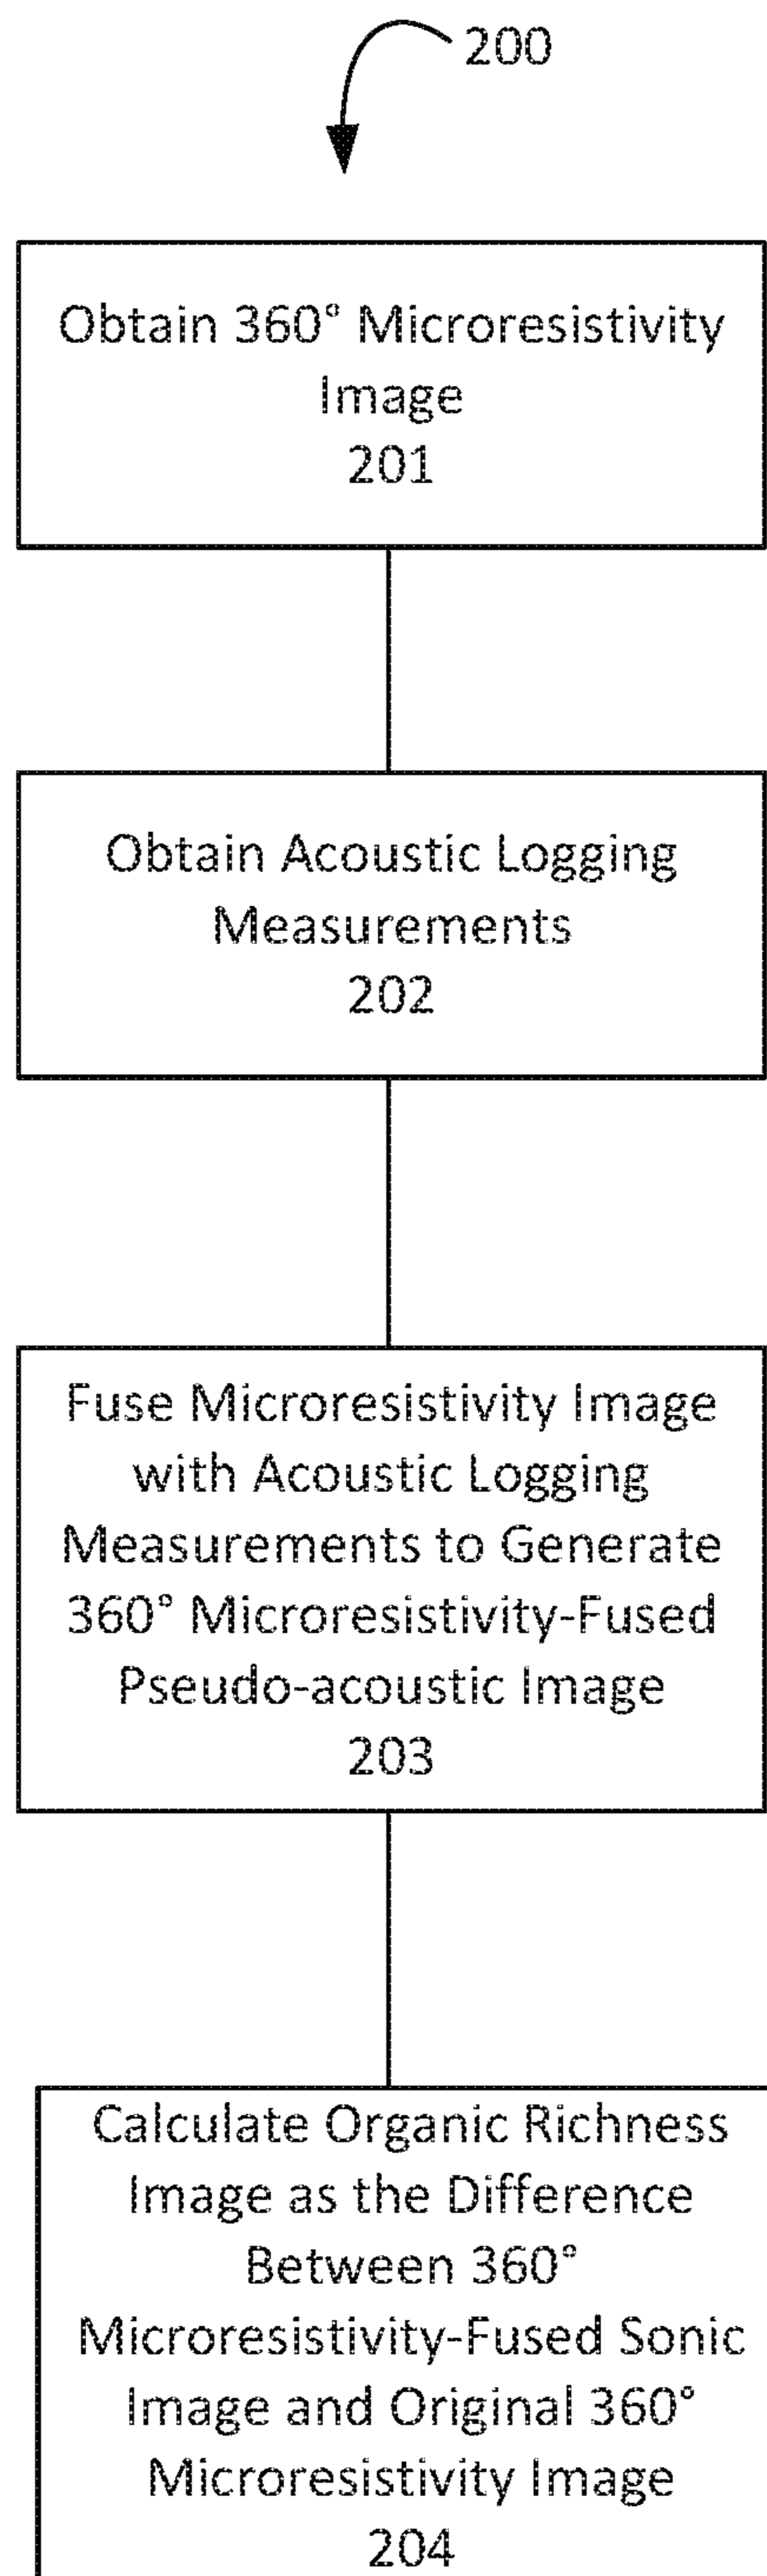 200
Obtain 360° Microresistivity
Image
201
Obtain Acoustic Logging
Measurements
202
Fuse Microresistivity Image
with Acoustic Logging
Measurements to Generate
360° Microresistivity-Fused
Pseudo-acoustic Image
203
Calculate Organic Richness
Image as the Difference
Between 360°
Microresistivity-Fused Sonic
Image and Original 360°
Microresistivity Image
204